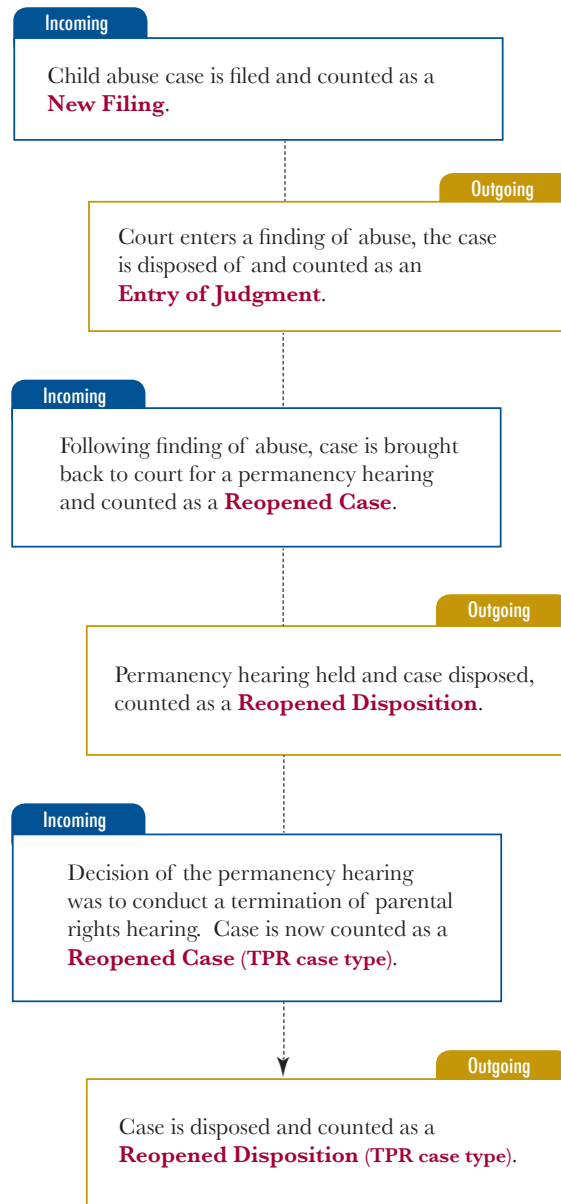 Incoming
Child abuse case is filed and counted as a
New Filing.
Outgoing
Court enters a finding of abuse, the case
is disposed of and counted as an
Entry of Judgment.
Incoming
Following finding of abuse, case is brought
back to court for a permanency hearing
and counted as a Reopened Case.
Outgoing
Permanency hearing held and case disposed,
counted as a Reopened Disposition.
Incoming
Decision of the permanency hearing
was to conduct a termination of parental
rights hearing.  Case is now counted as a
Reopened Case (TPR case type).
Outgoing
Case is disposed and counted as a
Reopened Disposition (TPR case type).